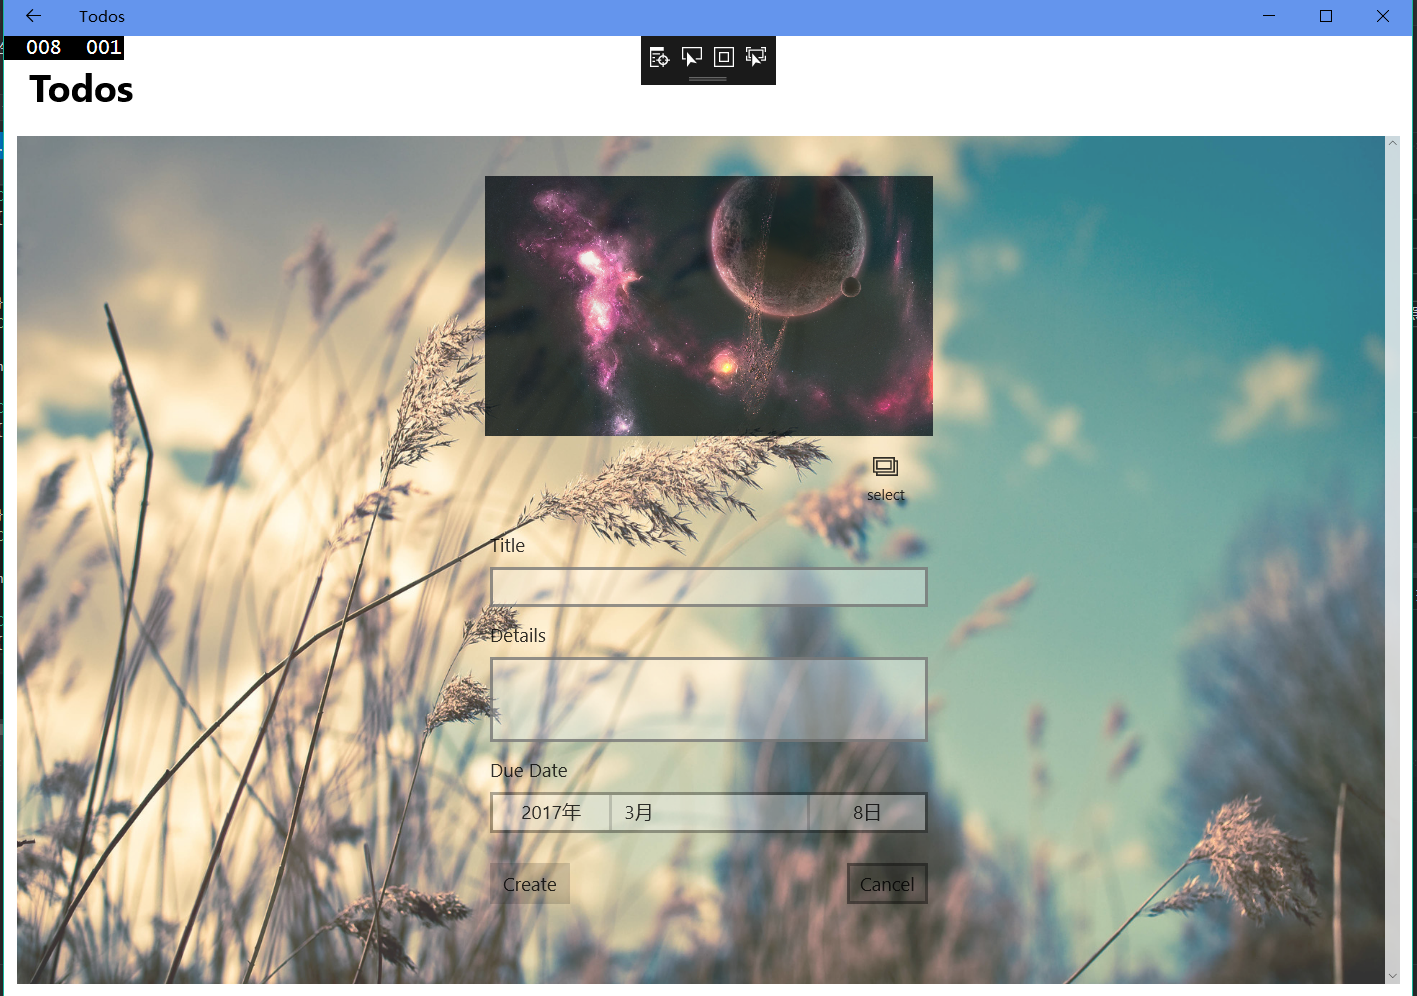 Todos
008 001
Todos
select
Title
Details
Due Date
2017年 3月 8日
Create Cancel